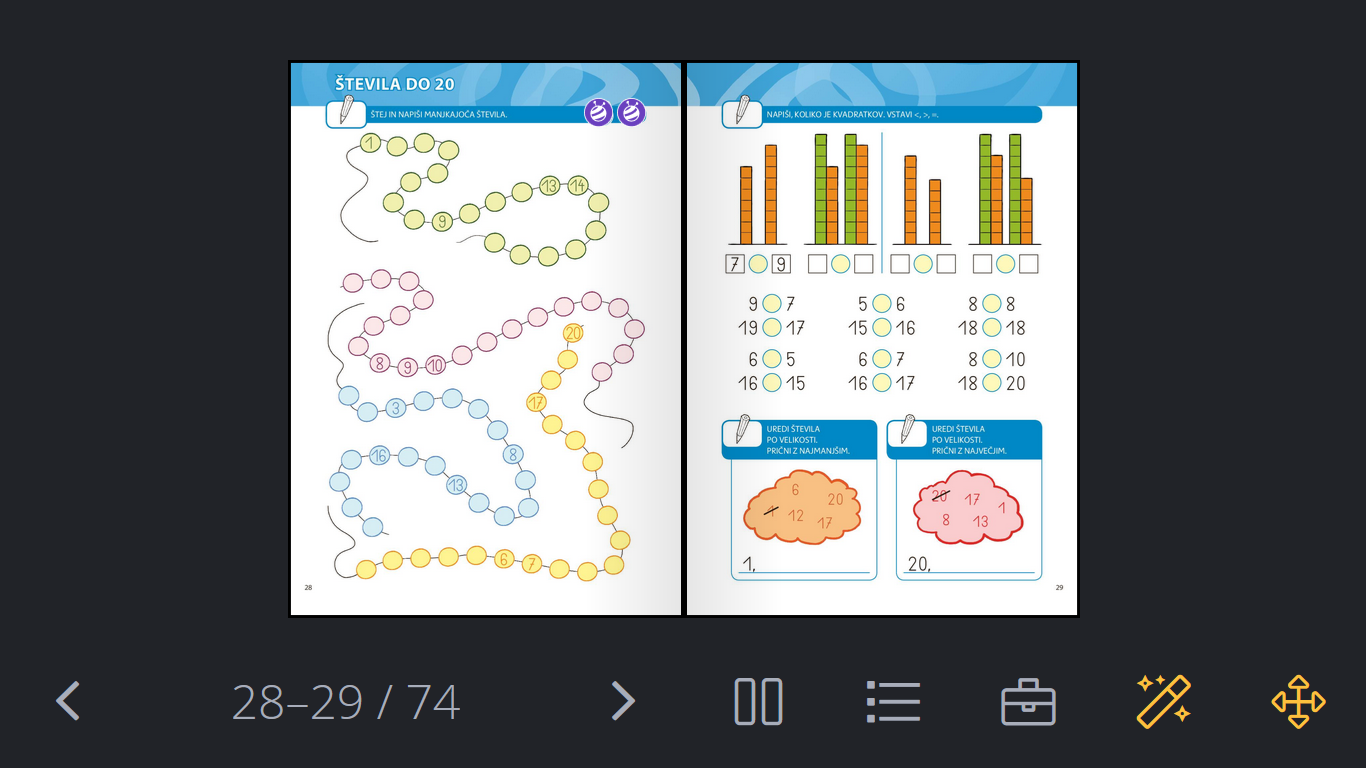 ŠTEVILA DO 20
ŠTEJ IN NAPIŠI MANJKAJOČA ŠTEVILA.
1
13 14
9
8 9 10
20
17
3
8
16
13
6 7
28
NAPIŠI, KOLIKO JE KVADRATKOV. VSTAVI <, >, =.
7 9
9 7 5 6 8 8
19 17 15 16 18 18
6 5 6 7 8 10
16 15 16 17 18 20
UREDI ŠTEVILA
PO VELIKOSTI.
PRIČNI Z NAJMANJŠIM.
6
20
1 12
17
1,
UREDI ŠTEVILA
PO VELIKOSTI.
PRIČNI Z NAJVEČJIM.
20 17
1
8 13
20,
29
28–29 / 74